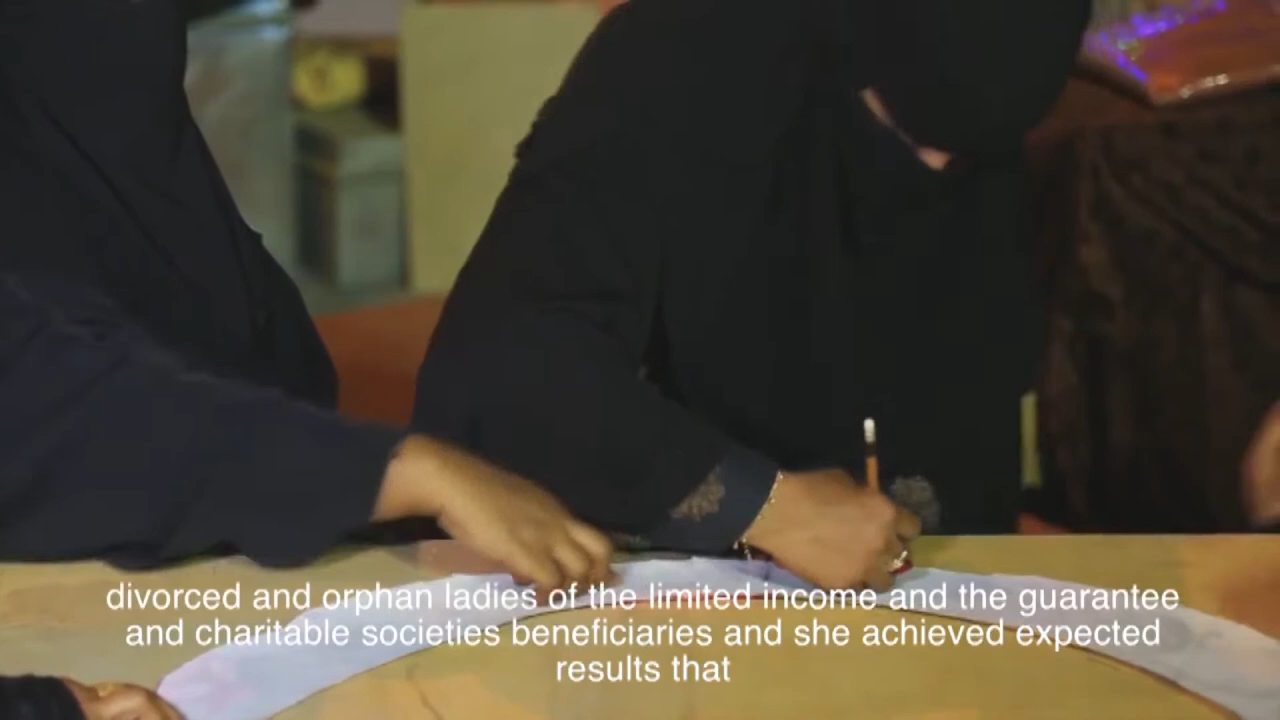 divorced and orphan ladies of the limited income and the guarantee
and charitable societies beneficiaries and she achieved expected
results that